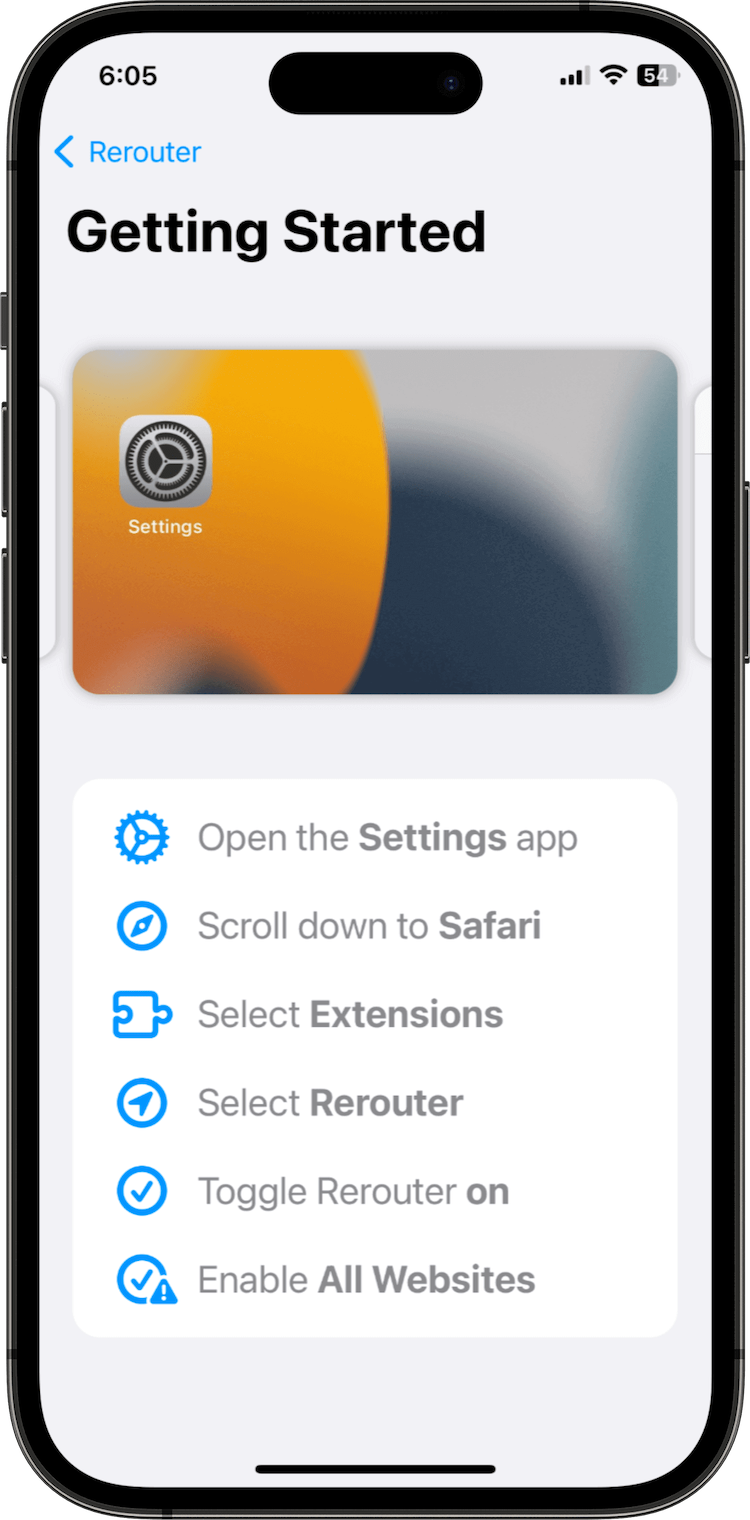 6:05
54
Rerouter
Getting Started
Settings
Open the Settings app
Scroll down to Safari
Select Extensions
Select Rerouter
Toggle Rerouter on
Enable All Websites